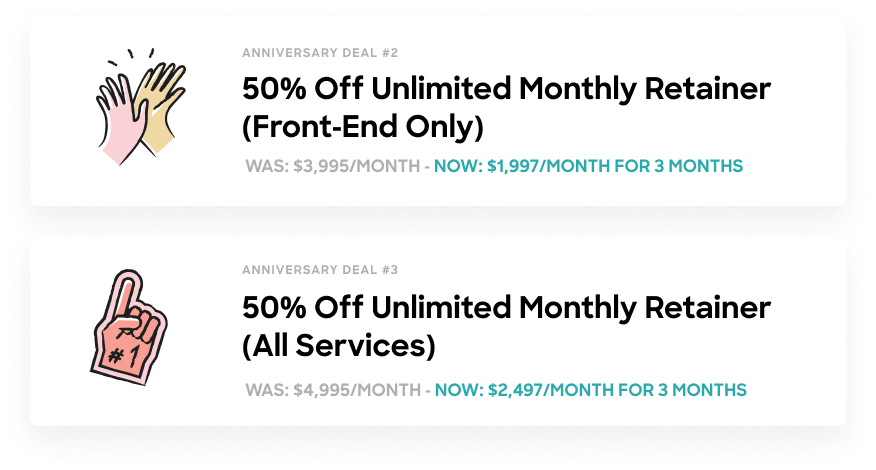 ANNIVERSARY DEAL #2
50% Off Unlimited Monthly Retainer
(Front-End Only)
WAS: $3,995/MONTH - NOW: $1,997/MONTH FOR 3 MONTHS
ANNIVERSARY DEAL #3
50% Off Unlimited Monthly Retainer
(All Services)
#1
WAS: $4,995/MONTH - NOW: $2,497/MONTH FOR 3 MONTHS